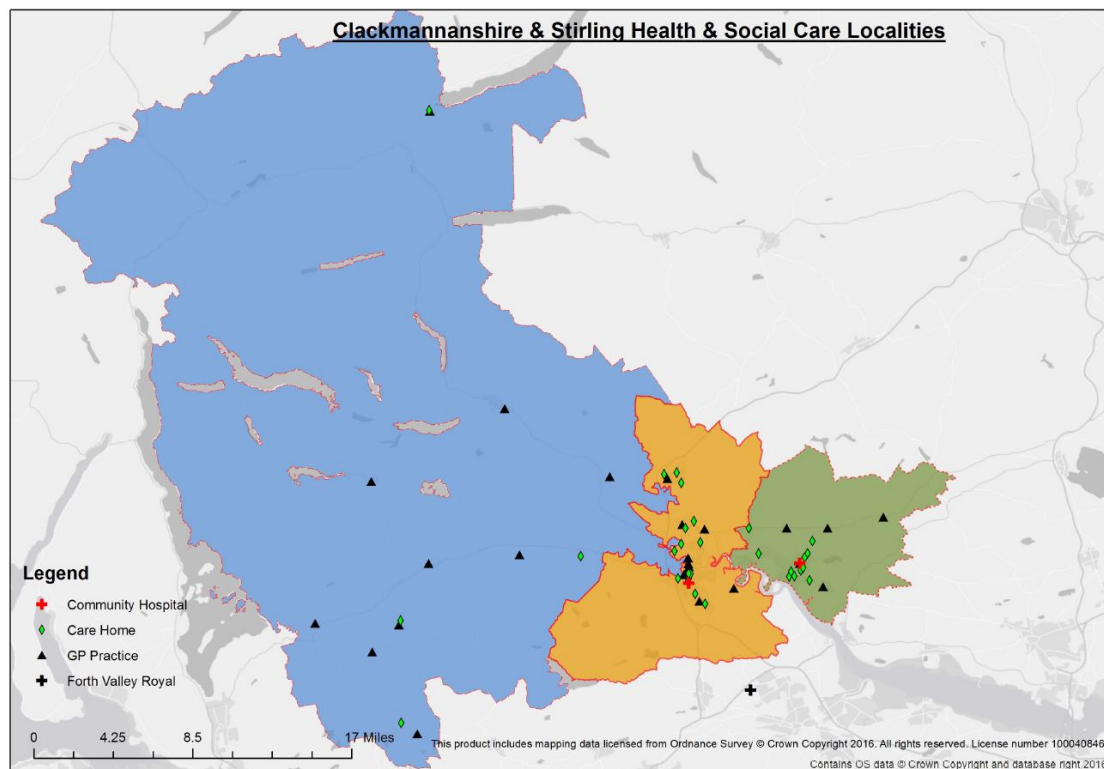 Clackmannanshire & Stirling Health & Social Care Localities
Legend
Community Hospital
Care Home
GP Practice
Forth Valley Royal
0 4.25 8.5 17 Miles
This product includes mapping data licensed from Ordnance Survey © Crown Copyright 2016. All rights reserved. License number 100040846
Contains OS data © Crown Copyright and database right 2016